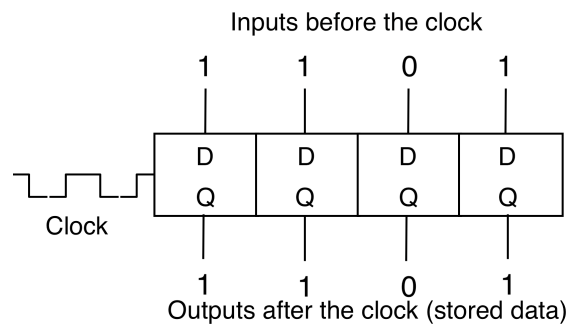 Inputs before the clock
1 1 0 1
D D D D
Q Q Q Q
Clock
1 1 0 1
Outputs after the clock (stored data)